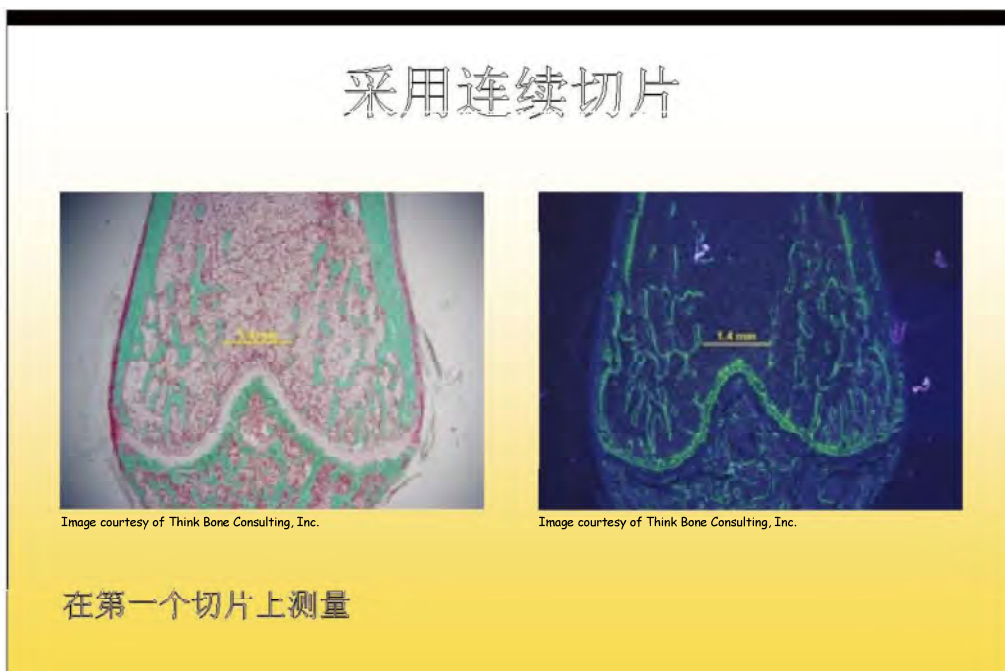 采用连续切片
1.4 mm
Image courtesy of Think Bone Consulting, Inc.
Image courtesy of Think Bone Consulting, Inc.
在第一个切片上测量